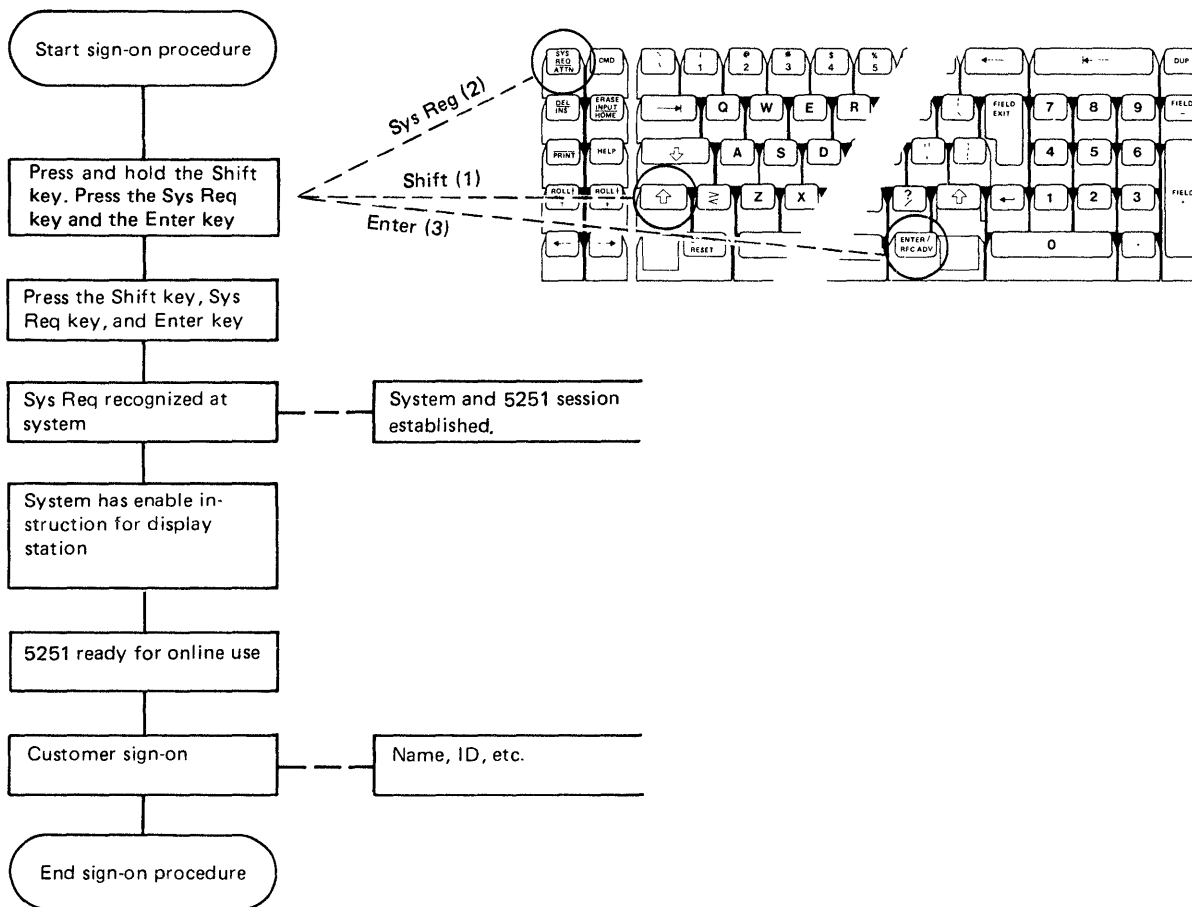 Start sign-on procedure
Press and hold the Shift
key. Press the Sys Req
key and the Enter key
Press the Shift key, Sys
Req key, and Enter key
Sys Req recognized at
system
System and 5251 session
established.
System has enable in-
struction for display
station
5251 ready for online use
Customer sign-on
Name, ID, etc.
End sign-on procedure
Sys Reg (2)
Shift (1)
Enter (3)
SYS
REQ
ATTN
CMD
1
@
2
#
3
$
4
%
5
DUP
DEL
INS
ERASE
INPUT
HOME
Q W E R
FIELD
EXIT
7 8 9
FIELD
-
PRINT
HELP
A S D
4 5 6
ROLL
ROLL
Z X
?
1 2 3
FIELD
RESET
ENTER/
REC ADV
0
.